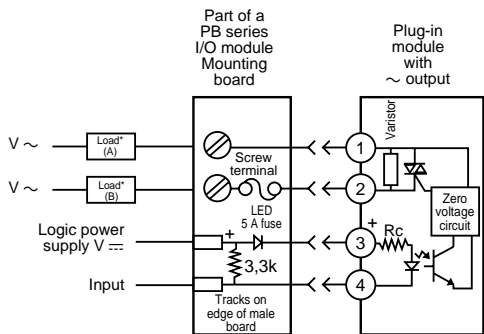 Part of a
PB series
I/O module
Mounting
board
Plug-in
module
with
~ output
V ~
Load*
(A)
Screw
terminal
1
Varistor
V ~
Load*
(B)
2
LED
5 A fuse
Zero
voltage
circuit
Logic power
supply V ⎓
+
3
+
Rc
3,3k
Input
4
Tracks on
edge of male
board